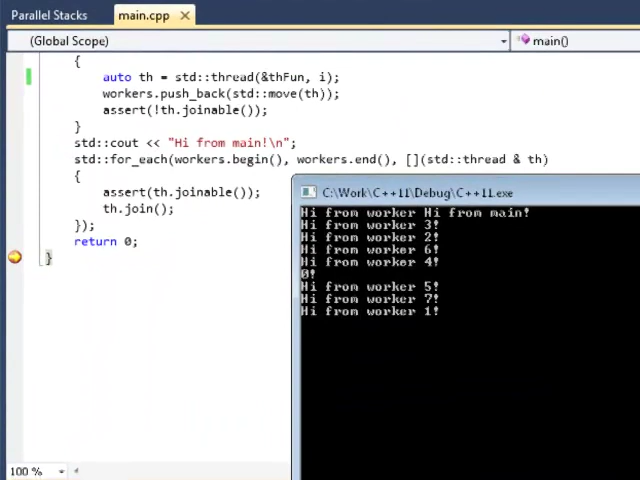 Parallel Stacks main.cpp
(Global Scope) main()
{
auto th = std::thread(&thFun, i);
workers.push_back(std::move(th));
assert(!th.joinable());
}
std::cout << "Hi from main!\n";
std::for_each(workers.begin(), workers.end(), [](std::thread & th)
{
assert(th.joinable());
th.join();
});
return 0;
}
C:\Work\C++11\Debug\C++11.exe
Hi from worker Hi from main!
Hi from worker 3!
Hi from worker 2!
Hi from worker 6!
Hi from worker 4!
0!
Hi from worker 5!
Hi from worker 7!
Hi from worker 1!
100 %